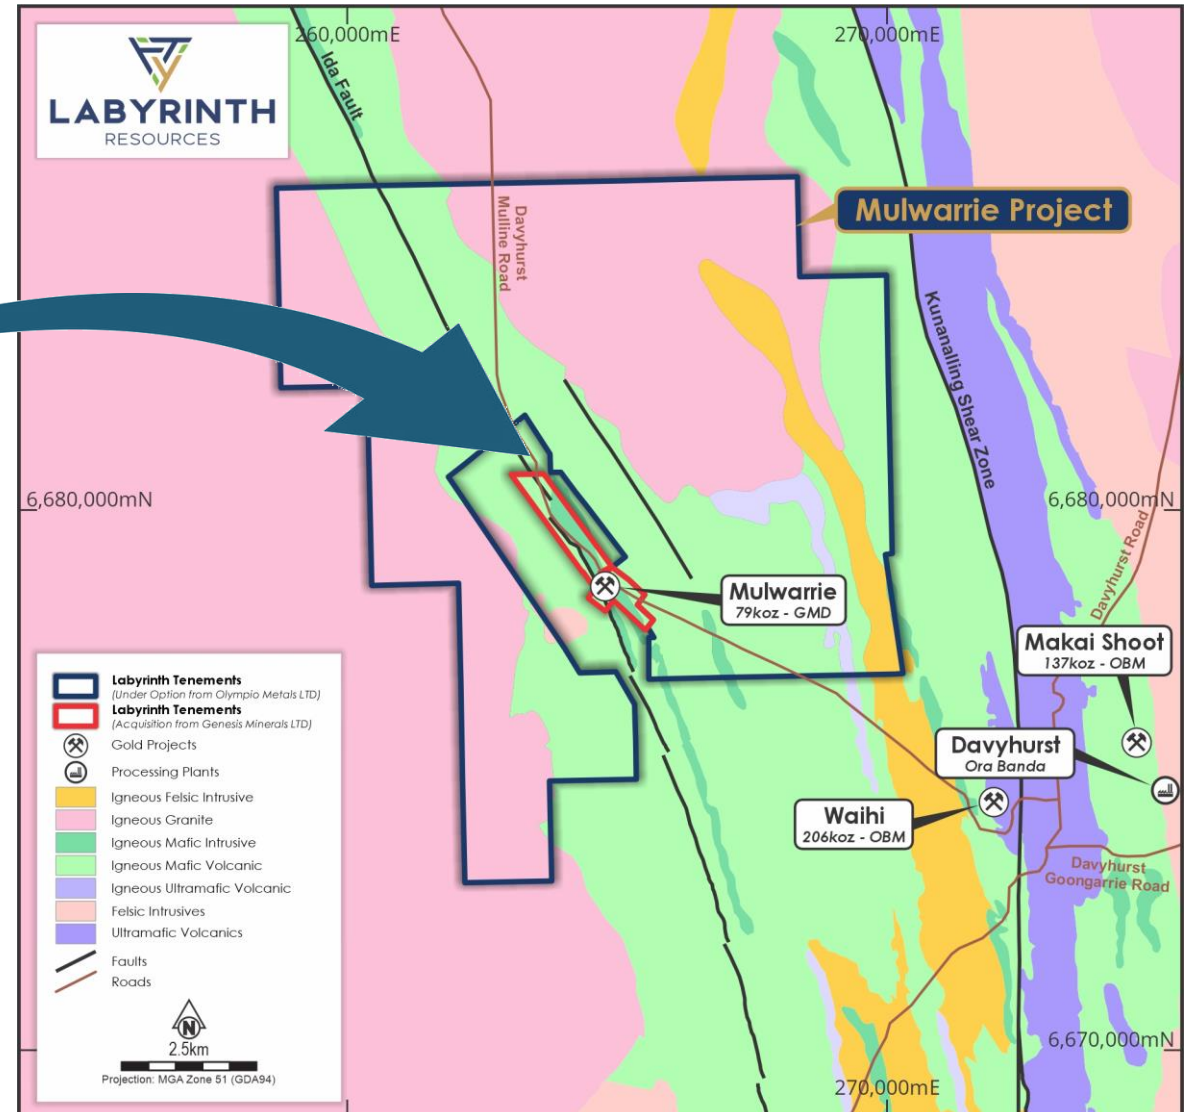 LABYRINTH
RESOURCES
260,000mE
270,000mE
Ida Fault
Davyhurst
Mulline Road
Mulwarrie Project
Kunanalling Shear Zone
6,680,000mN
6,680,000mN
Davyhurst Road
Mulwarrie
79koz - GMD
Makai Shoot
137koz - OBM
Davyhurst
Ora Banda
Waihi
206koz - OBM
Davyhurst
Goongarrie Road
Labyrinth Tenements
(Under Option from Olympio Metals LTD)
Labyrinth Tenements
(Acquisition from Genesis Minerals LTD)
Gold Projects
Processing Plants
Igneous Felsic Intrusive
Igneous Granite
Igneous Mafic Intrusive
Igneous Mafic Volcanic
Igneous Ultramafic Volcanic
Felsic Intrusives
Ultramafic Volcanics
Faults
Roads
N
2.5km
Projection: MGA Zone 51 (GDA94)
6,670,000mN
270,000mE